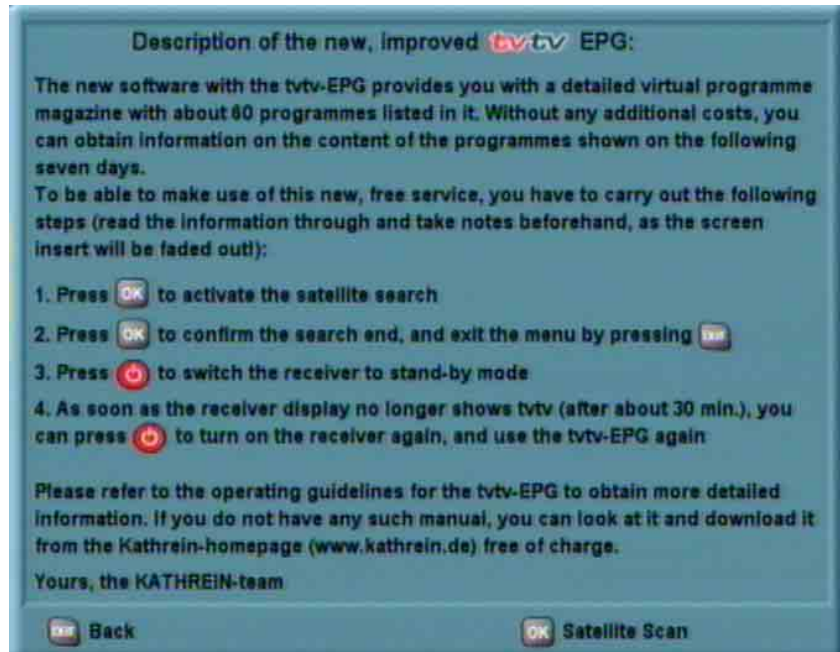 Description of the new, improved tvtv EPG:
The new software with the tvtv-EPG provides you with a detailed virtual programme
magazine with about 60 programmes listed in it. Without any additional costs, you
can obtain information on the content of the programmes shown on the following
seven days.
To be able to make use of this new, free service, you have to carry out the following
steps (read the information through and take notes beforehand, as the screen
insert will be faded out!):
1. Press OK to activate the satellite search
2. Press OK to confirm the search end, and exit the menu by pressing EXIT
3. Press to switch the receiver to stand-by mode
4. As soon as the receiver display no longer shows tvtv (after about 30 min.), you
can press to turn on the receiver again, and use the tvtv-EPG again
Please refer to the operating guidelines for the tvtv-EPG to obtain more detailed
information. If you do not have any such manual, you can look at it and download it
from the Kathrein-homepage (www.kathrein.de) free of charge.
Yours, the KATHREIN-team
EXIT Back OK Satellite Scan